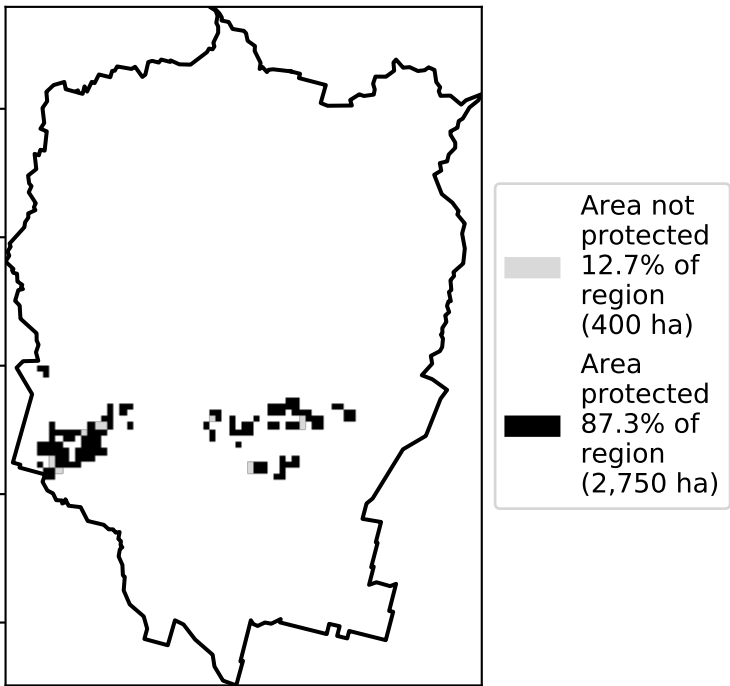 Area not
protected
12.7% of
region
(400 ha)
Area
protected
87.3% of
region
(2,750 ha)